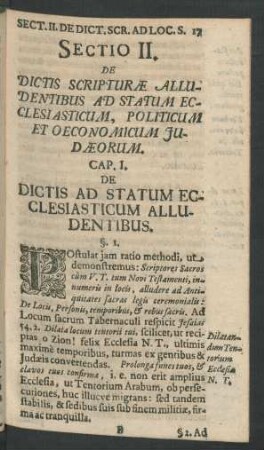 SECT. II. DE DICT. SCR. AD LOC. S. 17
SECTIO II.
DE
DICTIS SCRIPTURÆ ALLU-
DENTIBUS AD STATUM EC-
CLESIASTICUM, POLITICUM
ET OECONOMICUM JU-
DÆORUM.
CAP. I.
DE
DICTIS AD STATUM EC-
CLESIASTICUM ALLU-
DENTIBUS.
§. 1.
POstulat jam ratio methodi, ut
demonstremus: Scriptores Sacros
cùm V. T. tum Novi Testamenti, in-
numeris in locis, alludere ad Anti-
quitates sacras legis ceremonialis:
De Locis, Personis, temporibus, & rebus sacris. Ad
Locum sacrum Tabernaculi respicit Jesaias
54. 2. Dilata locum tentorii tui, scilicet, ut reci-
pias o Zion! felix Ecclesia N. T., ultimis
maximè temporibus, turmas ex gentibus &
Judæis convertendas. Prolonga funes tuos, &
clavos tuos confirma, i. e. non erit amplius
Ecclesia, ut Tentorium Arabum, ob perse-
cutiones, huc illucve migrans: sed tandem
stabilis, & sedibus suis sub finem militiæ, fir-
ma ac tranquilla.
Dilatan-
dum Tento-
rium
Ecclesiæ
N. T.
B
§ 2. Ad